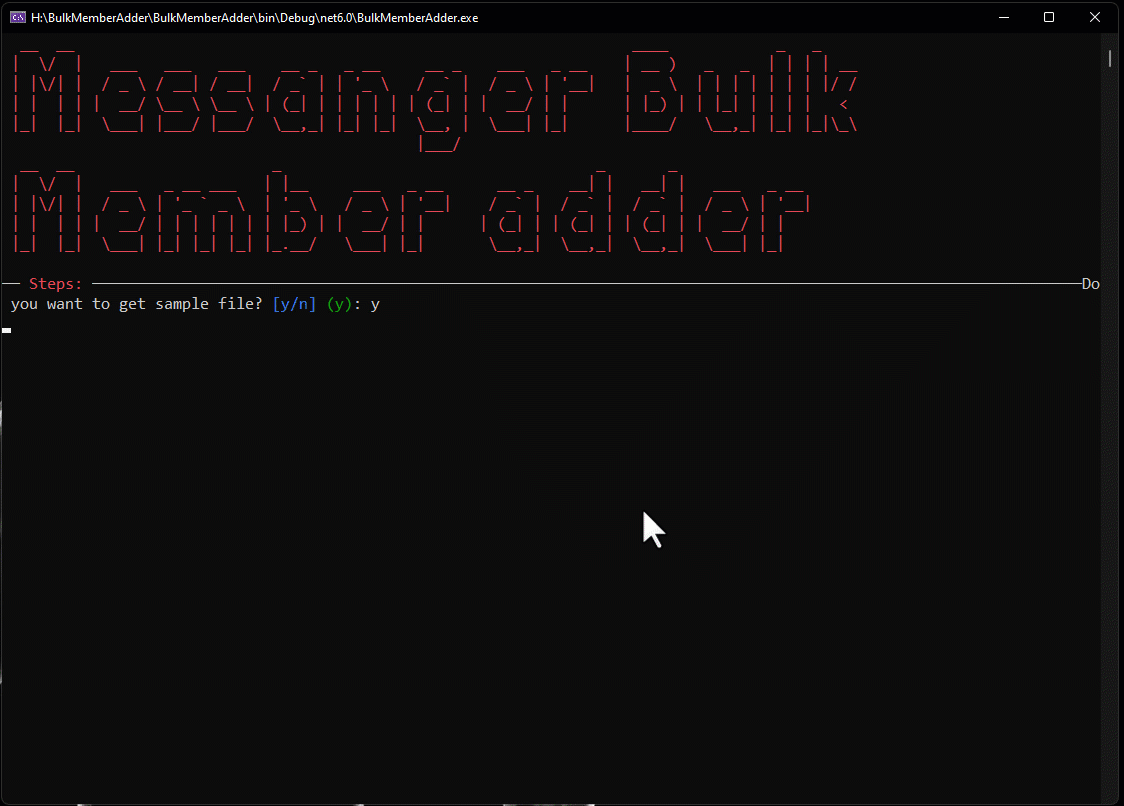 H:\BulkMemberAdder\BulkMemberAdder\bin\Debug\net6.0\BulkMemberAdder.exe
Messanger Bulk
Member adder
Steps: Do
you want to get sample file? [y/n] (y): y